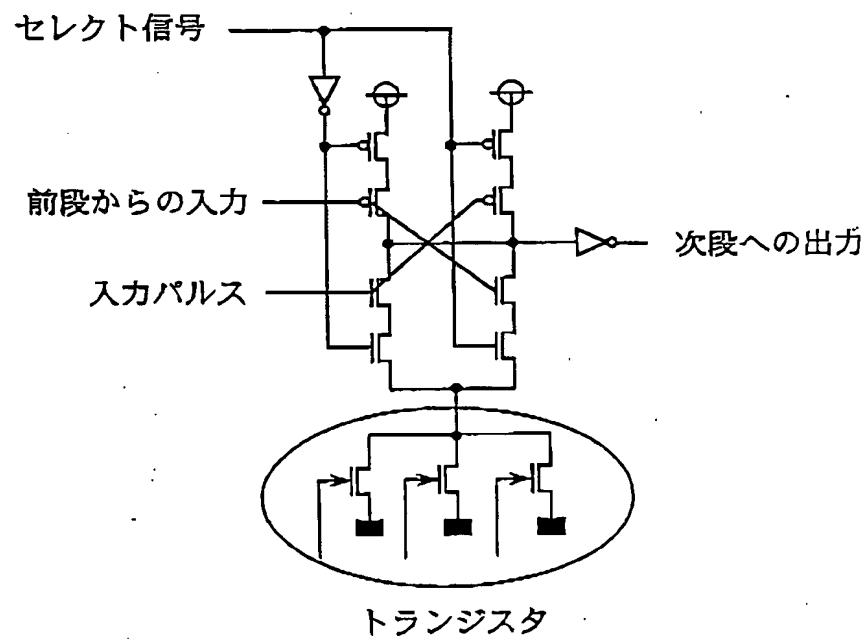 セレクト信号
前段からの入力
次段への出力
入力パルス
トランジスタ